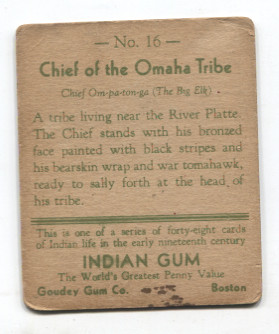 — No. 16 —
Chief of the Omaha Tribe
Chief Om-pa-ton-ga (The Big Elk)
A tribe living near the River Platte.
The Chief stands with his bronzed
face painted with black stripes and
his bearskin wrap and war tomahawk,
ready to sally forth at the head of
his tribe.
This is one of a series of forty-eight cards
of Indian life in the early nineteenth century
INDIAN GUM
The World's Greatest Penny Value
Goudey Gum Co. Boston